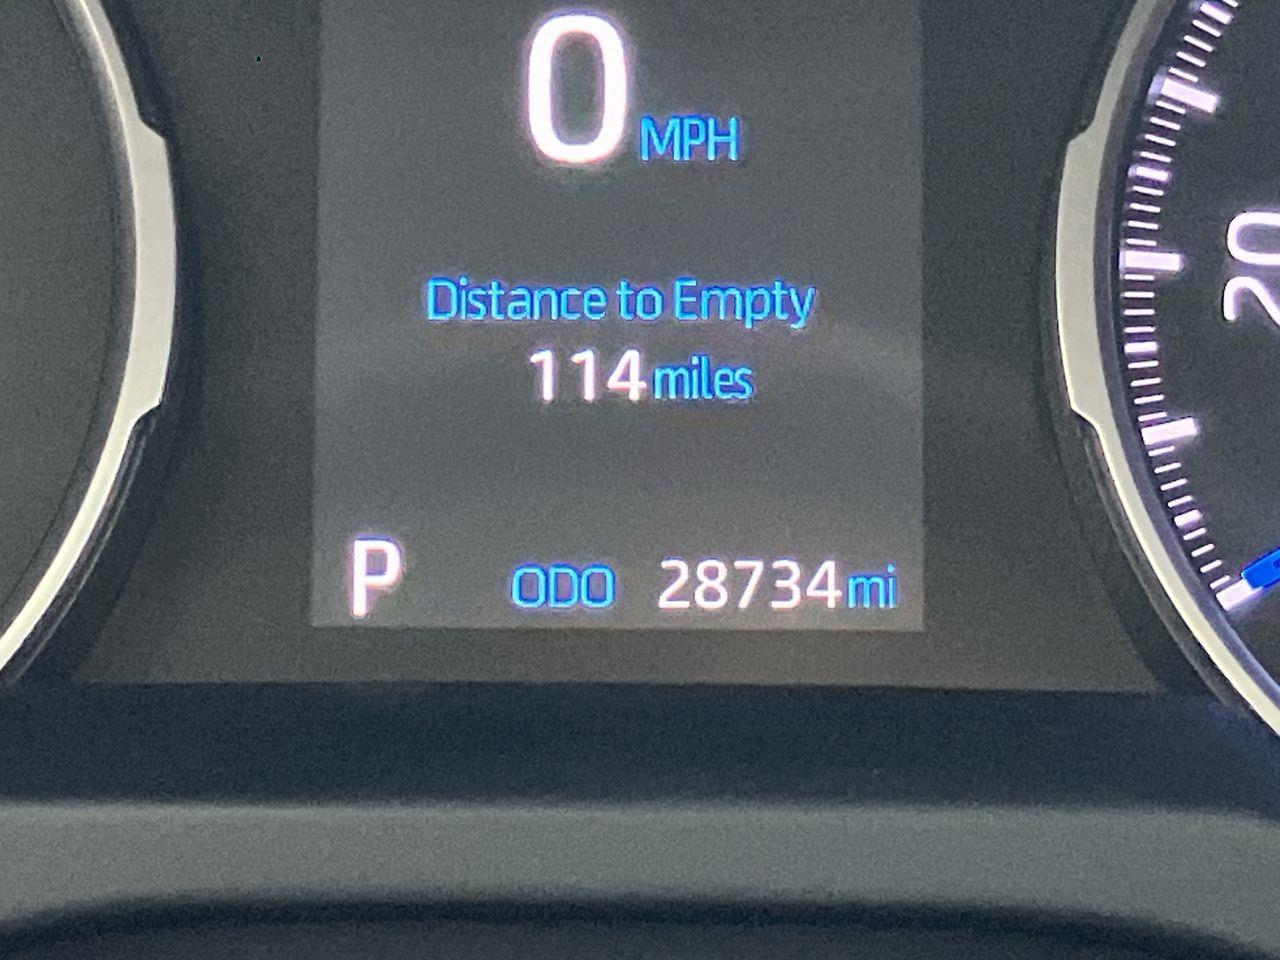 0 MPH
Distance to Empty
114 miles
P ODO 28734 mi
20